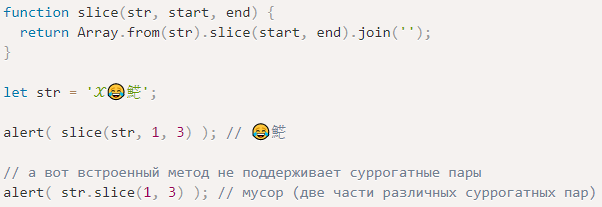 function slice(str, start, end) {
  return Array.from(str).slice(start, end).join('');
}

let str = '𝒳😂𩷶';

alert( slice(str, 1, 3) ); // 😂𩷶

// а вот встроенный метод не поддерживает суррогатные пары
alert( str.slice(1, 3) ); // мусор (две части различных суррогатных пар)